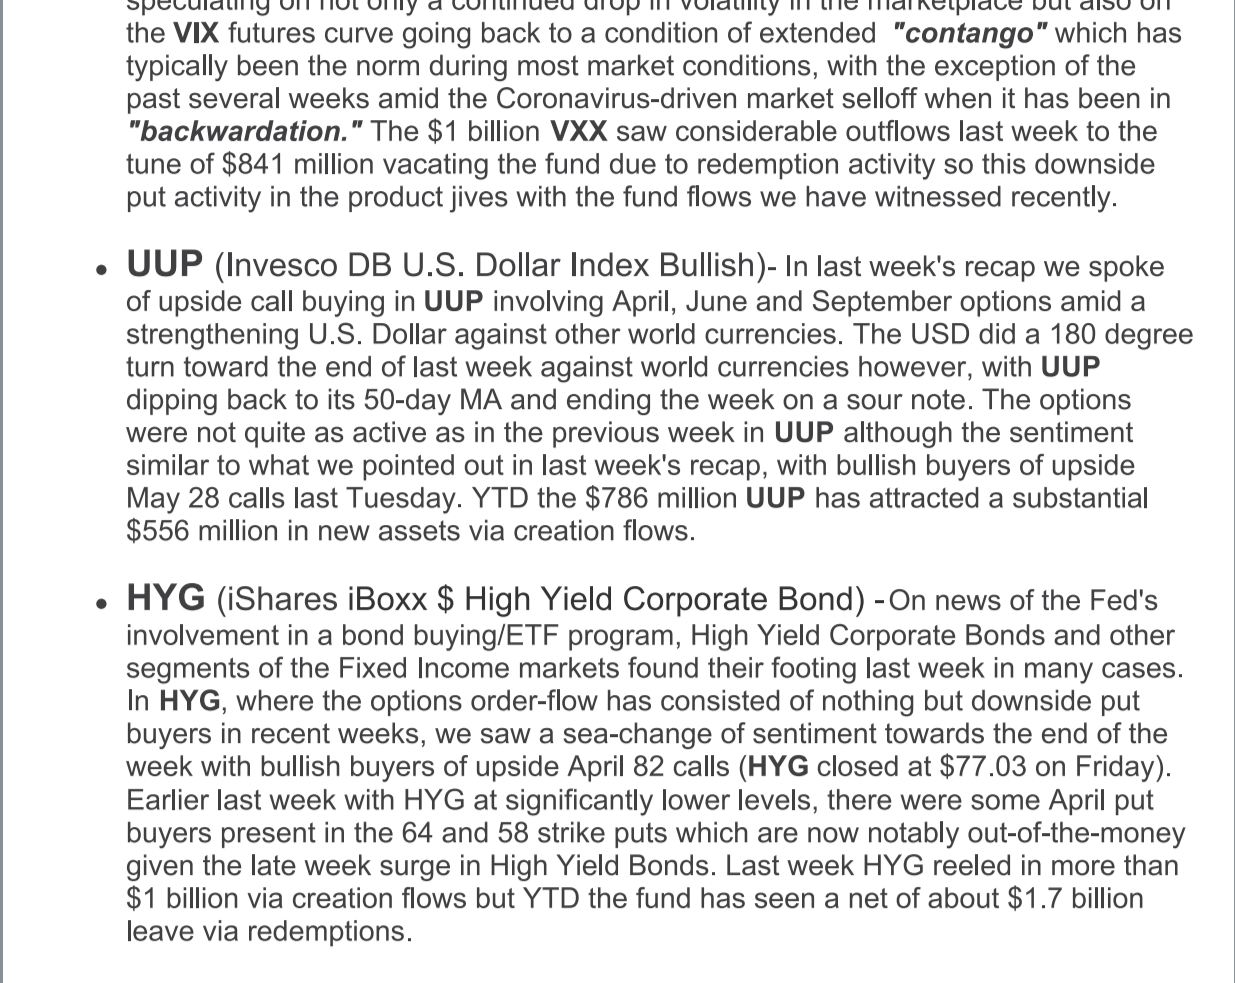 speculating on not only a continued drop in volatility in the marketplace but also on
the VIX futures curve going back to a condition of extended "contango" which has
typically been the norm during most market conditions, with the exception of the
past several weeks amid the Coronavirus-driven market selloff when it has been in
"backwardation." The $1 billion VXX saw considerable outflows last week to the
tune of $841 million vacating the fund due to redemption activity so this downside
put activity in the product jives with the fund flows we have witnessed recently.
• UUP (Invesco DB U.S. Dollar Index Bullish)- In last week's recap we spoke
of upside call buying in UUP involving April, June and September options amid a
strengthening U.S. Dollar against other world currencies. The USD did a 180 degree
turn toward the end of last week against world currencies however, with UUP
dipping back to its 50-day MA and ending the week on a sour note. The options
were not quite as active as in the previous week in UUP although the sentiment
similar to what we pointed out in last week's recap, with bullish buyers of upside
May 28 calls last Tuesday. YTD the $786 million UUP has attracted a substantial
$556 million in new assets via creation flows.
• HYG (iShares iBoxx $ High Yield Corporate Bond) -On news of the Fed's
involvement in a bond buying/ETF program, High Yield Corporate Bonds and other
segments of the Fixed Income markets found their footing last week in many cases.
In HYG, where the options order-flow has consisted of nothing but downside put
buyers in recent weeks, we saw a sea-change of sentiment towards the end of the
week with bullish buyers of upside April 82 calls (HYG closed at $77.03 on Friday).
Earlier last week with HYG at significantly lower levels, there were some April put
buyers present in the 64 and 58 strike puts which are now notably out-of-the-money
given the late week surge in High Yield Bonds. Last week HYG reeled in more than
$1 billion via creation flows but YTD the fund has seen a net of about $1.7 billion
leave via redemptions.